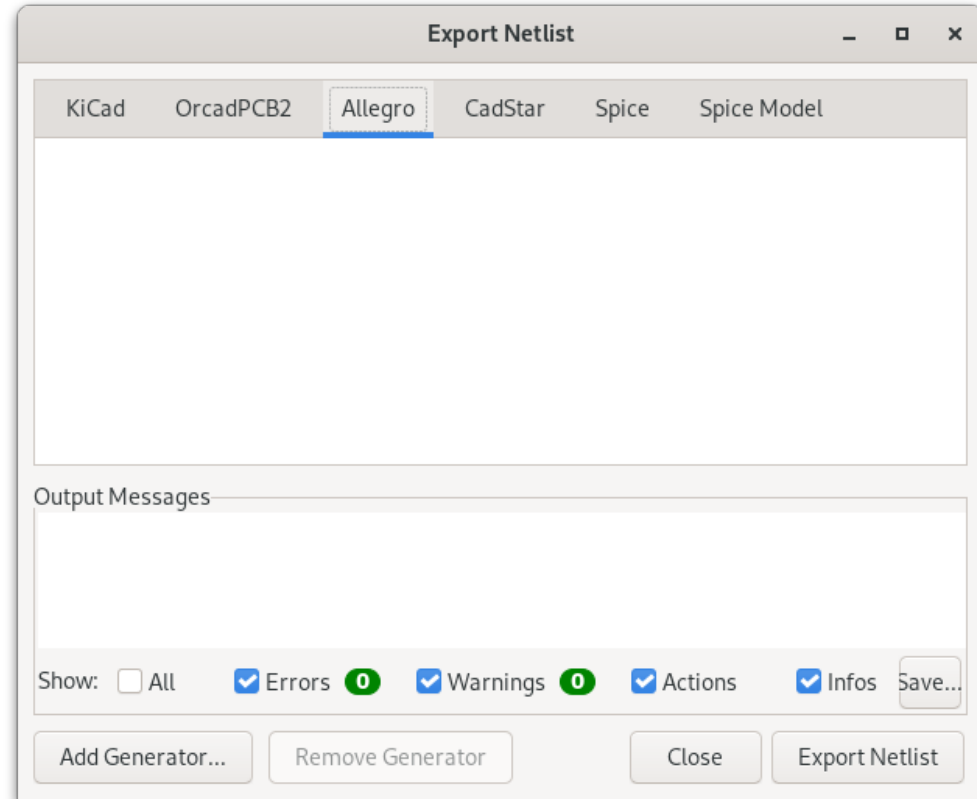 Export Netlist
KiCad OrcadPCB2 Allegro CadStar Spice Spice Model
Output Messages
Show: All Errors 0 Warnings 0 Actions Infos Save...
Add Generator... Remove Generator Close Export Netlist